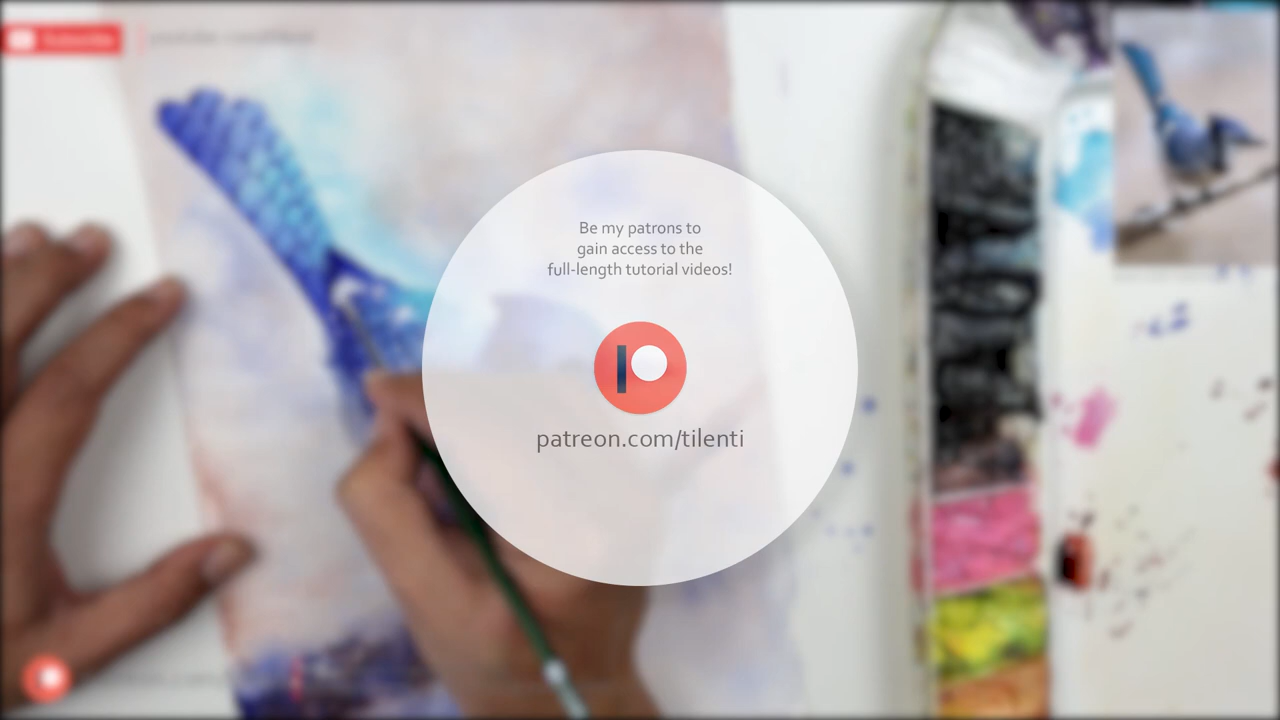 Be my patrons to
gain access to the
full-length tutorial videos!
patreon.com/tilenti